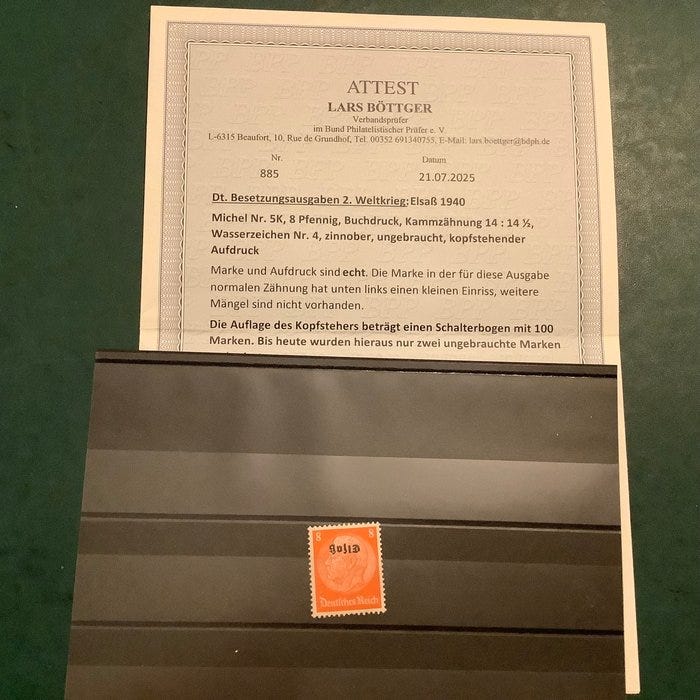 ATTEST
LARS BÖTTGER
Verbandsprüfer
im Bund Philatelistischer Prüfer e. V
L-6315 Beaufort, 10, Rue de Grundhof, Tel: 00352 691340755, E-Mail: lars.boettger@bdph.de
Nr. Datum
885 21.07.2025
Dt. Besetzungsausgaben 2. Weltkrieg: Elsaß 1940
Michel Nr. 5K, 8 Pfennig, Buchdruck, Kammzähnung 14 : 14 ½,
Wasserzeichen Nr. 4, zinnober, ungebraucht, kopfstehender
Aufdruck
Marke und Aufdruck sind echt. Die Marke in der für diese Ausgabe
normalen Zähnung hat unten links einen kleinen Einriss, weitere
Mängel sind nicht vorhanden.
Die Auflage des Kopfstehers beträgt einen Schalterbogen mit 100
Marken. Bis heute wurden hieraus nur zwei ungebrauchte Marken
8 8
Elsaß
Deutsches Reich